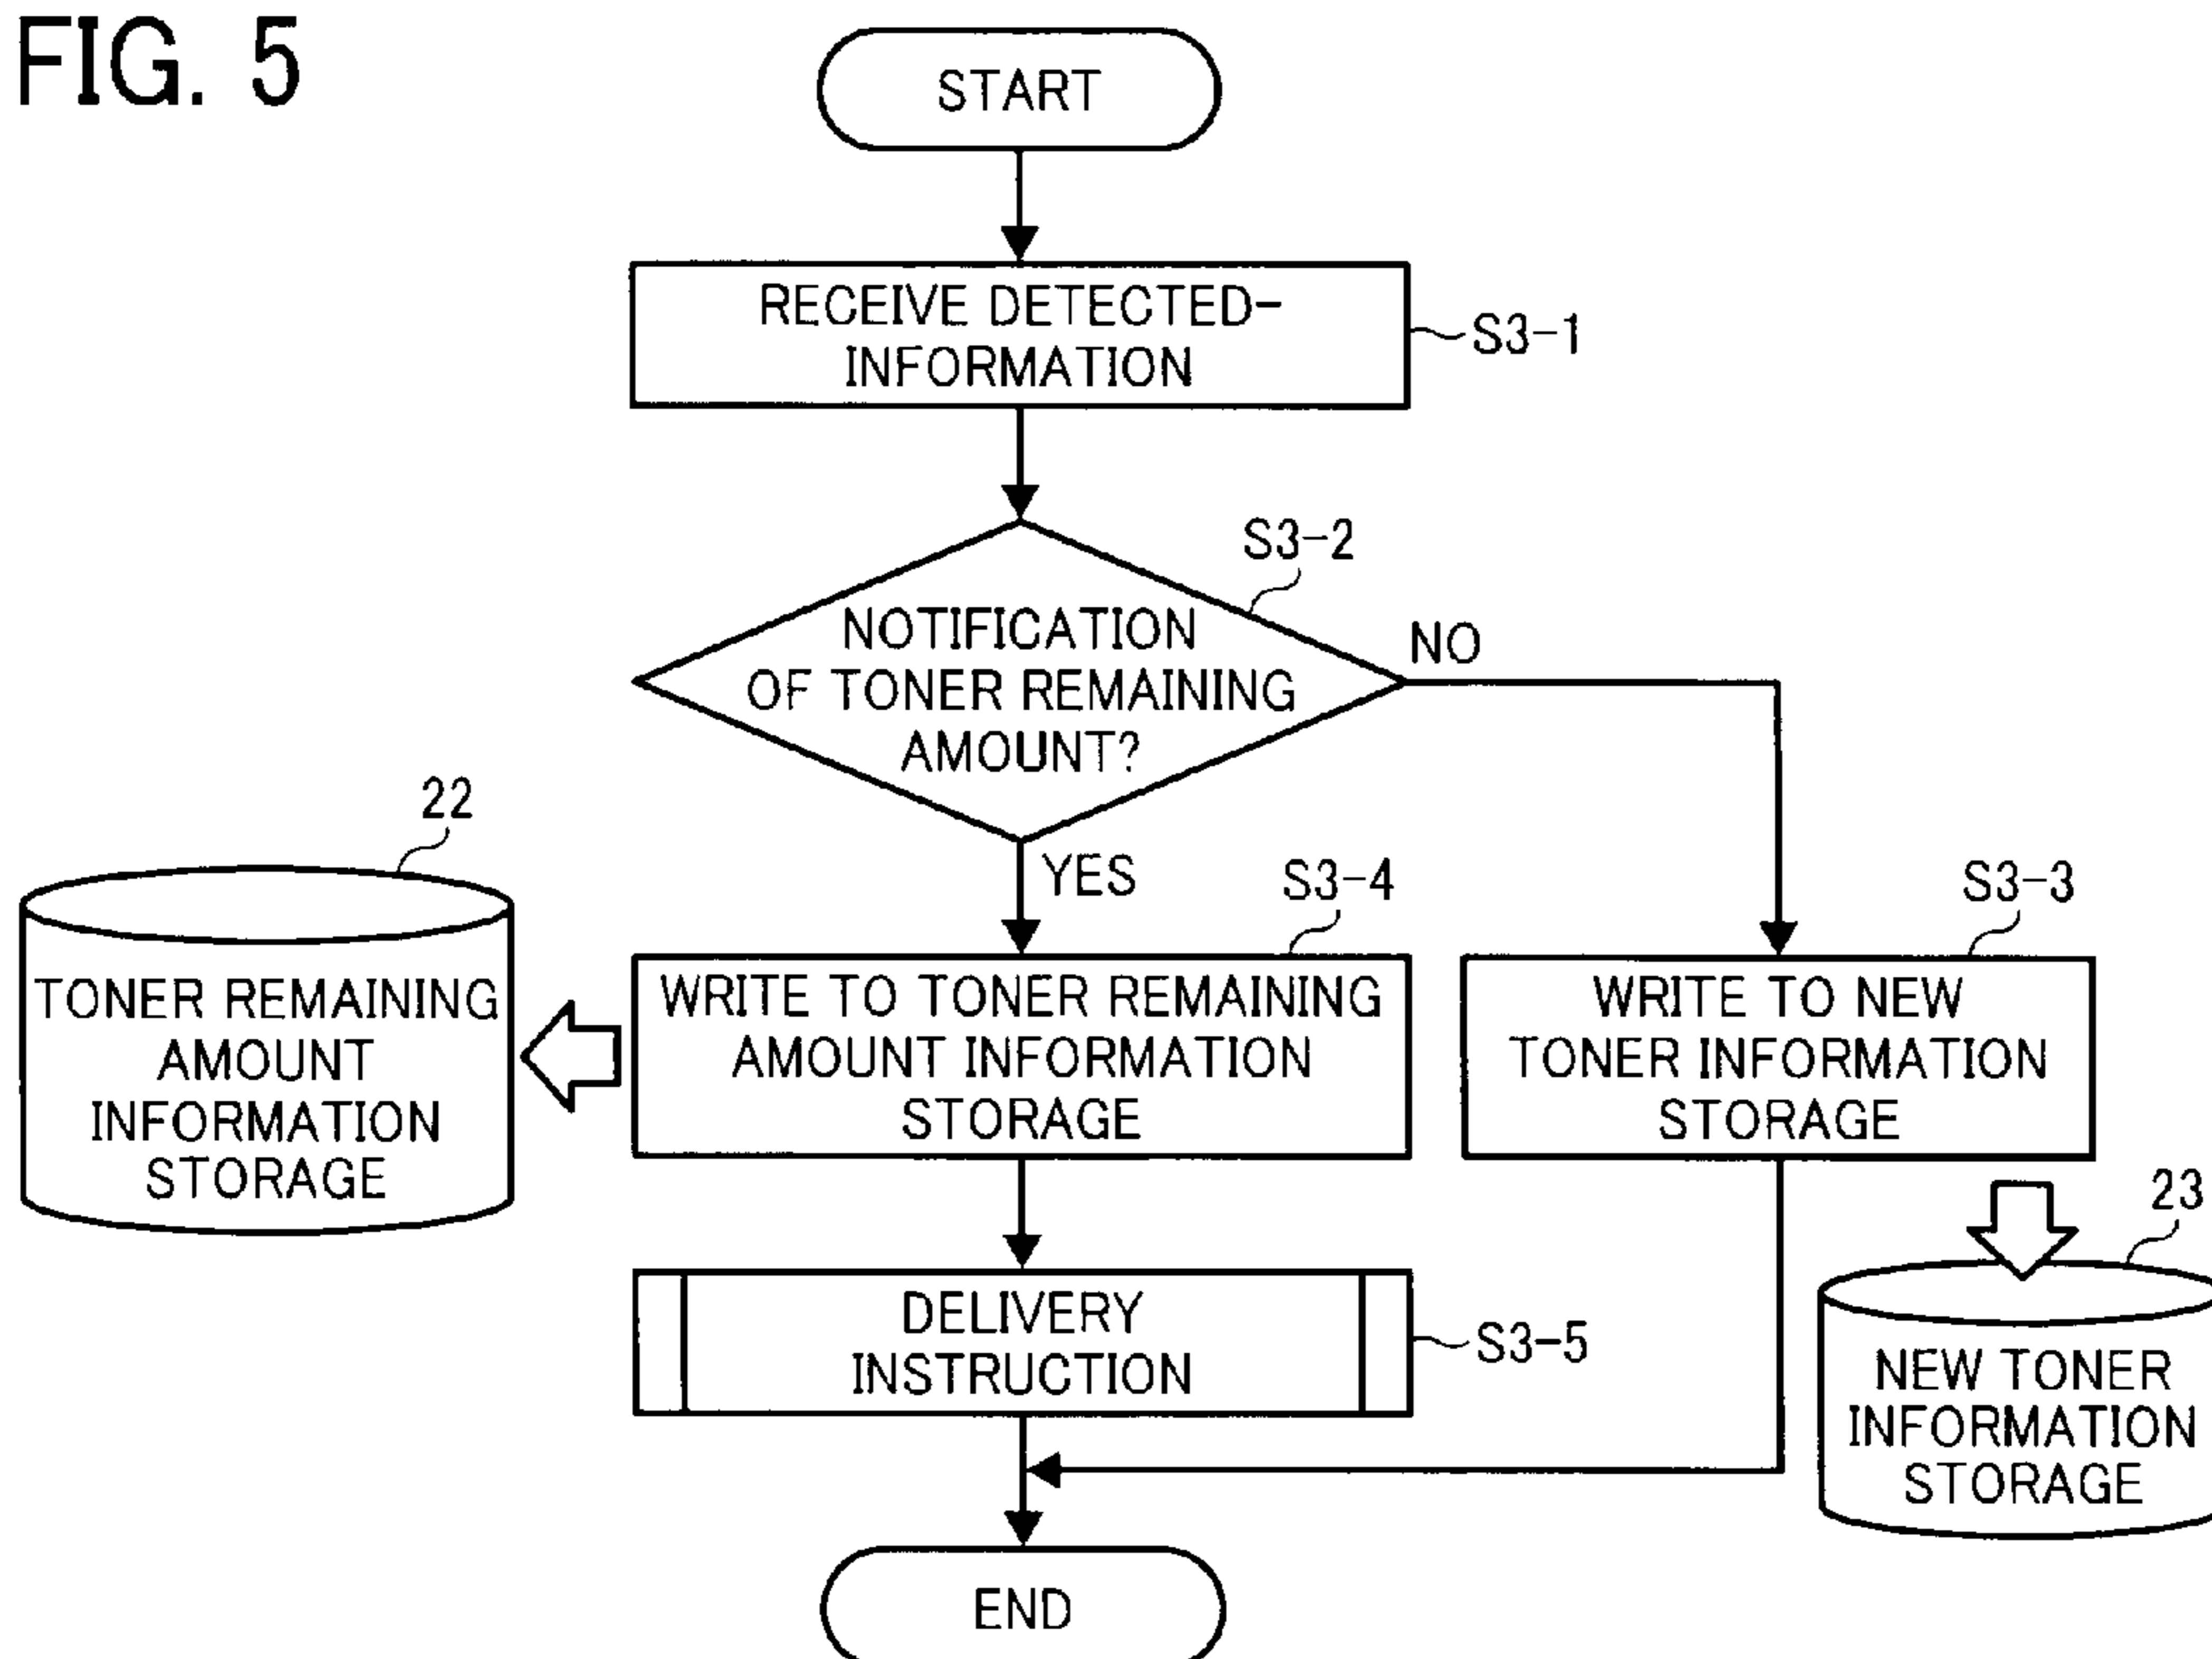 FIG. 5
START
RECEIVE DETECTED-
INFORMATION
S3-1
S3-2
NOTIFICATION
OF TONER REMAINING
AMOUNT?
NO
YES
22
TONER REMAINING
AMOUNT
INFORMATION
STORAGE
S3-4
WRITE TO TONER REMAINING
AMOUNT INFORMATION
STORAGE
S3-3
WRITE TO NEW
TONER INFORMATION
STORAGE
23
NEW TONER
INFORMATION
STORAGE
DELIVERY
INSTRUCTION
S3-5
END